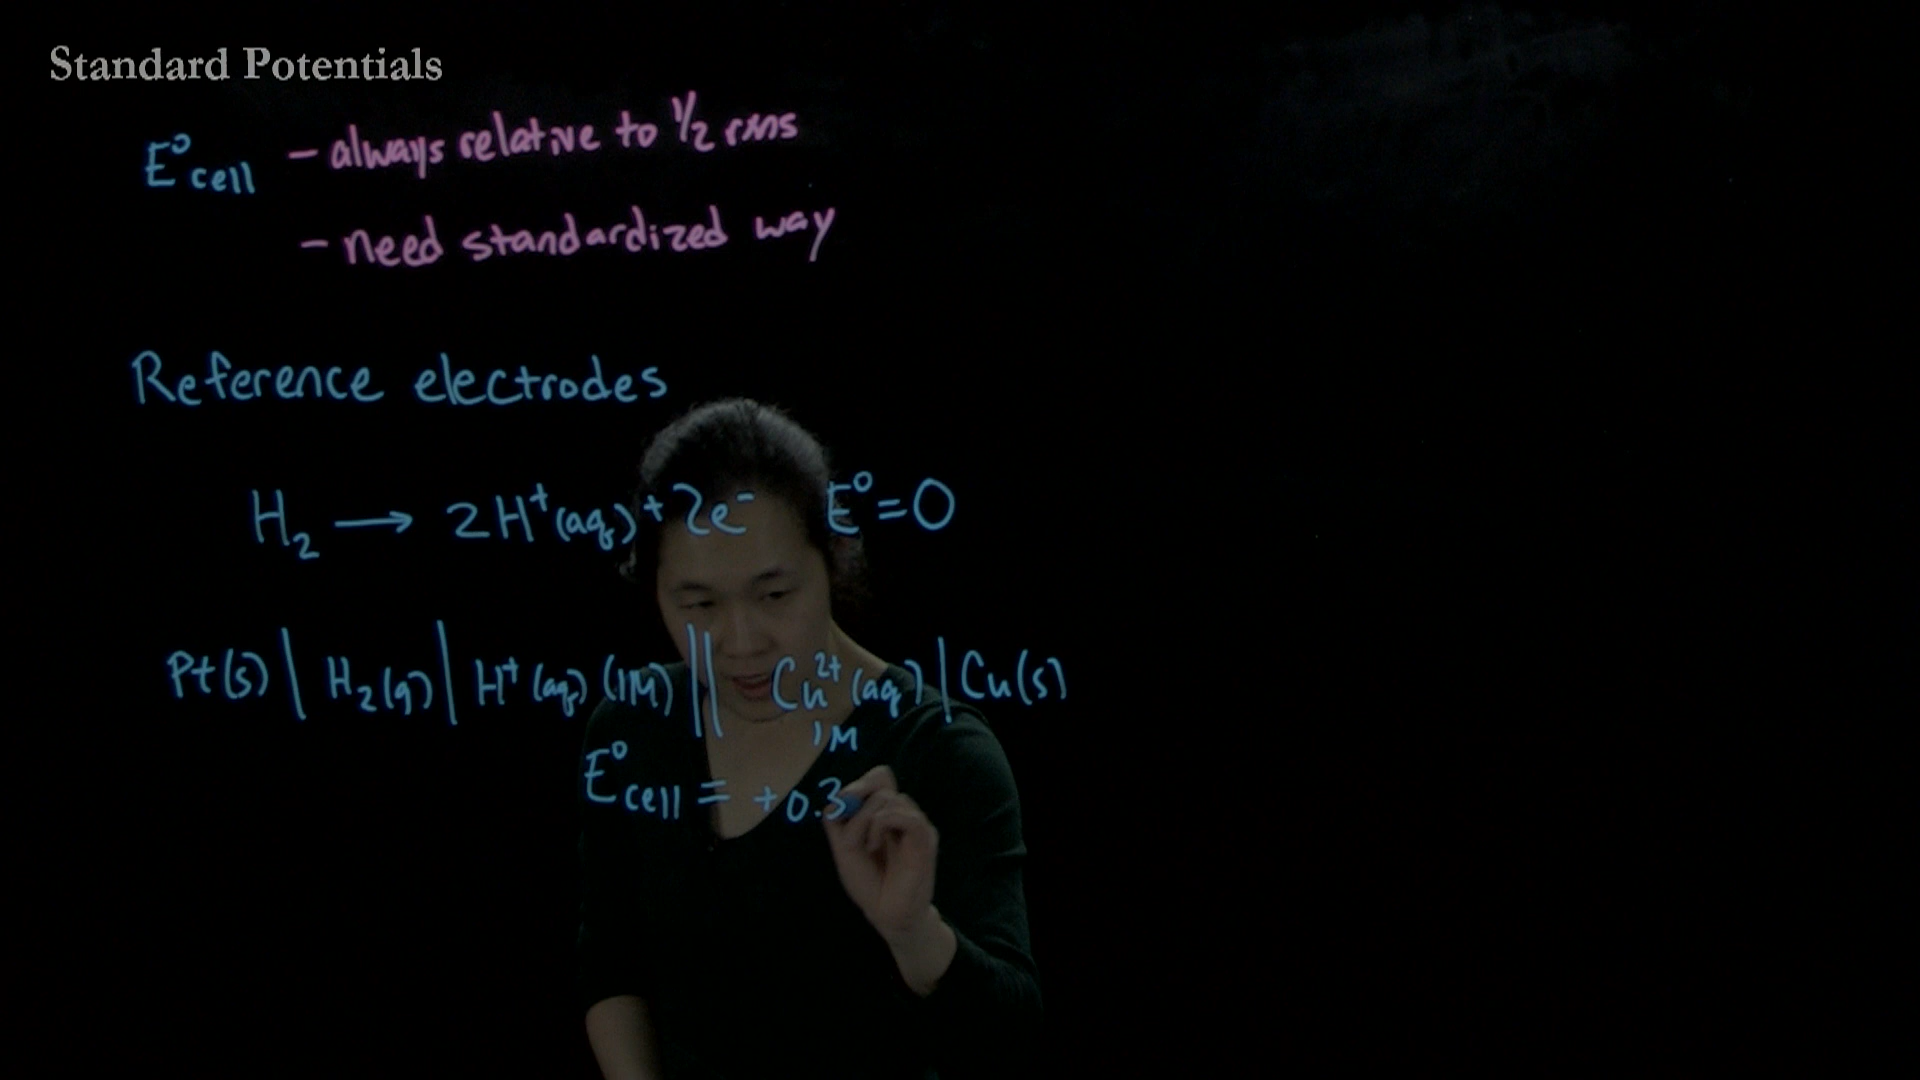 Standard Potentials
E°cell - always relative to 1/2 rxns
- need standardized way
Reference electrodes
H₂ → 2H⁺(aq) + 2e⁻ E° = 0
Pt(s) | H₂(g) | H⁺(aq) (1M) || Cu²⁺(aq) | Cu(s)
1M
E°cell = +0.3